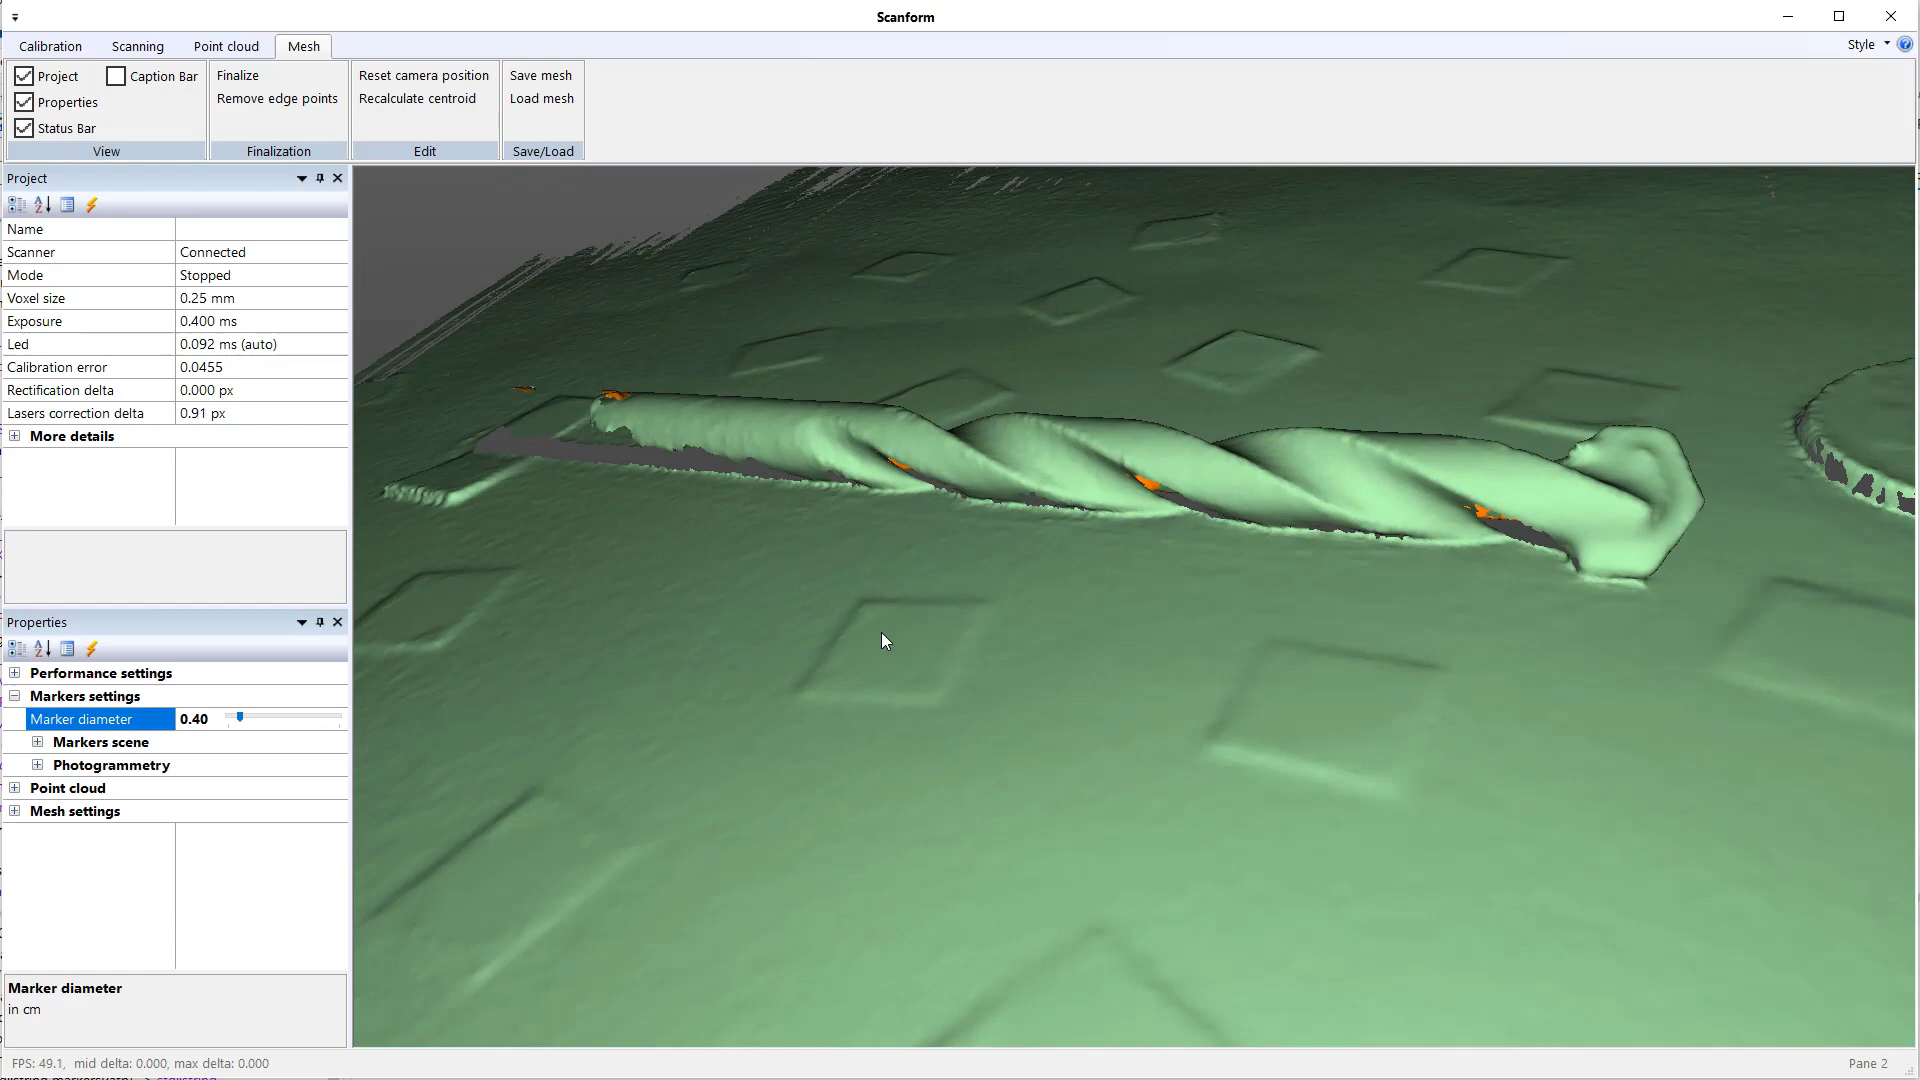 Scanform
Calibration Scanning Point cloud Mesh Style
Project Caption Bar
Properties
Status Bar
View
Finalize
Remove edge points
Finalization
Reset camera position
Recalculate centroid
Edit
Save mesh
Load mesh
Save/Load
Project
Name
Scanner Connected
Mode Stopped
Voxel size 0.25 mm
Exposure 0.400 ms
Led 0.092 ms (auto)
Calibration error 0.0455
Rectification delta 0.000 px
Lasers correction delta 0.91 px
More details
Properties
Performance settings
Markers settings
Marker diameter 0.40
Markers scene
Photogrammetry
Point cloud
Mesh settings
Marker diameter
in cm
FPS: 49.1, mid delta: 0.000, max delta: 0.000
Pane 2